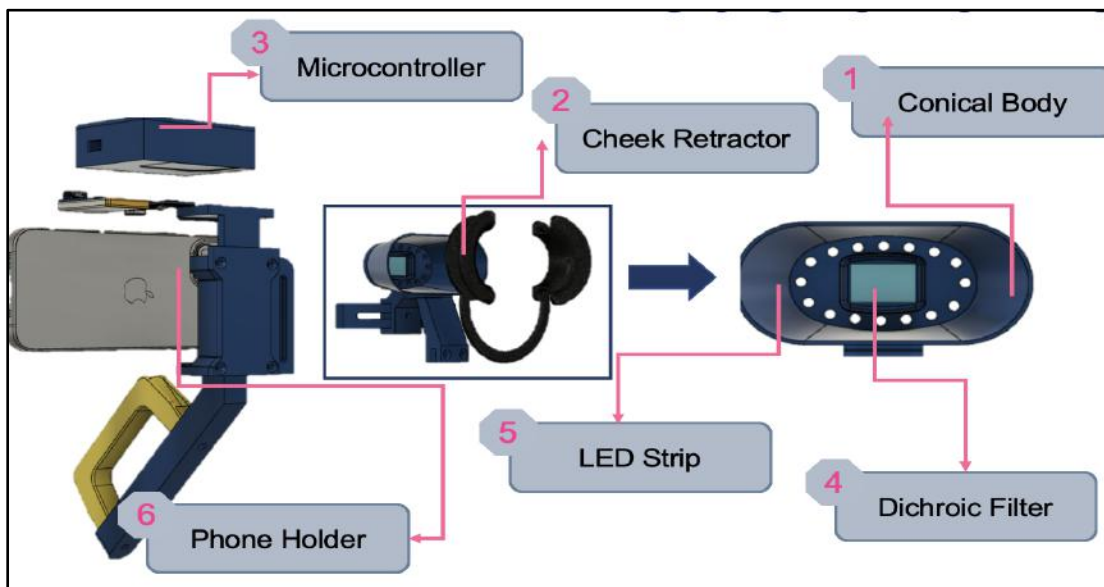 3
Microcontroller
2
Cheek Retractor
1
Conical Body
5
LED Strip
4
Dichroic Filter
6
Phone Holder